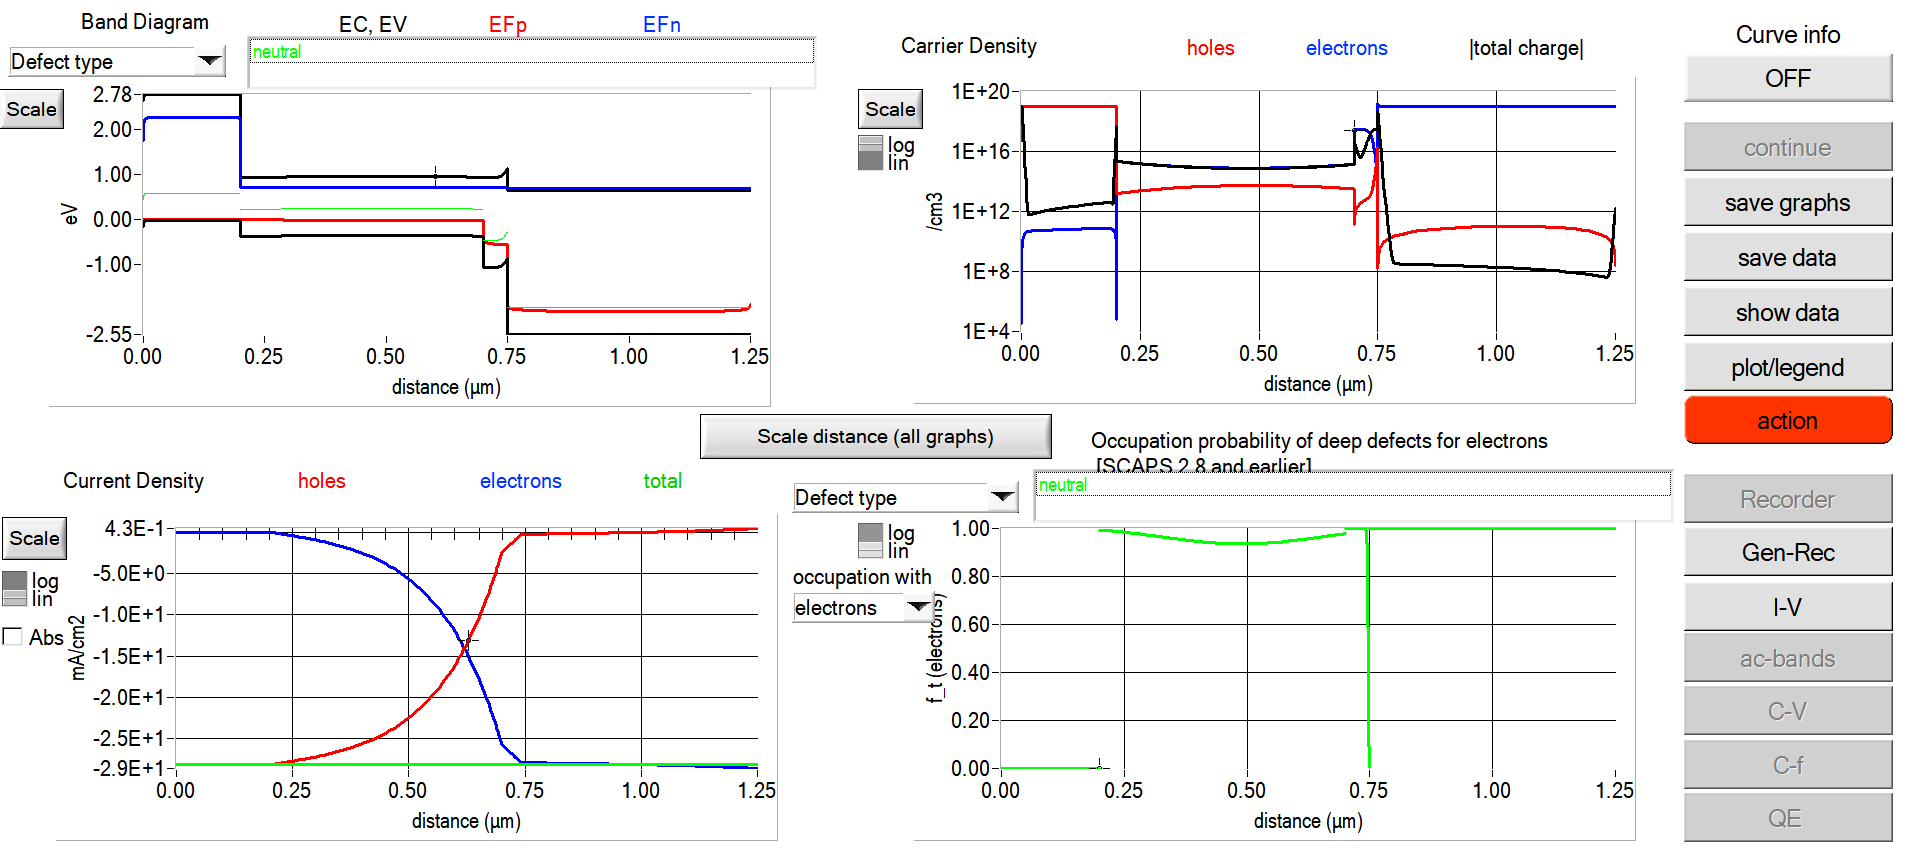 Band Diagram EC, EV EFp EFn
Defect type
neutral
Scale
2.78
2.00
1.00
0.00
-1.00
-2.55
eV
0.00 0.25 0.50 0.75 1.00 1.25
distance (µm)
Carrier Density holes electrons |total charge|
Scale
log
lin
1E+20
1E+16
1E+12
1E+8
1E+4
/cm3
0.00 0.25 0.50 0.75 1.00 1.25
distance (µm)
Curve info
OFF
continue
save graphs
save data
show data
plot/legend
action
Recorder
Gen-Rec
I-V
ac-bands
C-V
C-f
QE
Scale distance (all graphs)
Current Density holes electrons total
Scale
log
lin
Abs
4.3E-1
-5.0E+0
-1.0E+1
-1.5E+1
-2.0E+1
-2.5E+1
-2.9E+1
mA/cm2
0.00 0.25 0.50 0.75 1.00 1.25
distance (µm)
Occupation probability of deep defects for electrons
[SCAPS 2.8 and earlier]
Defect type
neutral
log
lin
occupation with
electrons
1.00
0.80
0.60
0.40
0.20
0.00
f_t (electrons)
0.00 0.25 0.50 0.75 1.00 1.25
distance (µm)